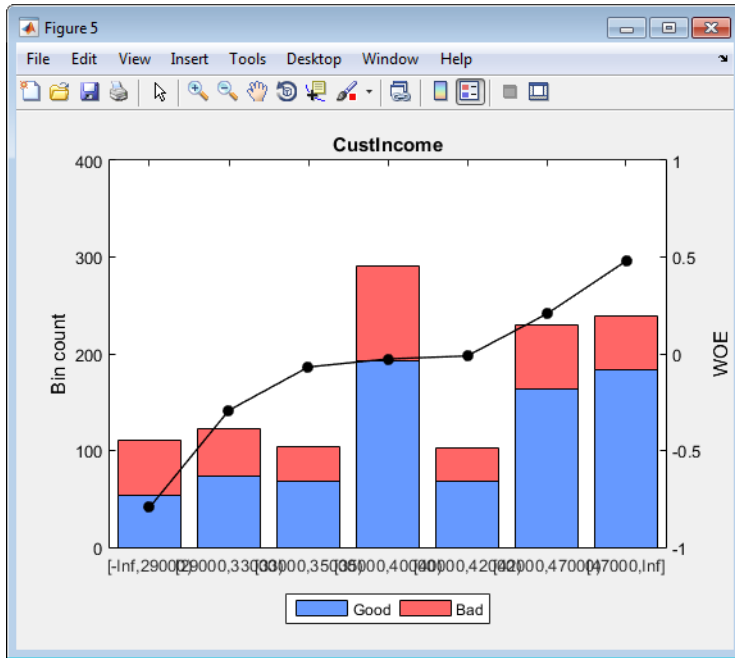 Figure 5
File Edit View Insert Tools Desktop Window Help
CustIncome
400
300
200
100
0
Bin count
1
0.5
0
-0.5
-1
WOE
[-Inf,29000) [29000,33000) [33000,35000) [35000,40000) [40000,42000) [42000,47000) [47000,Inf]
Good Bad